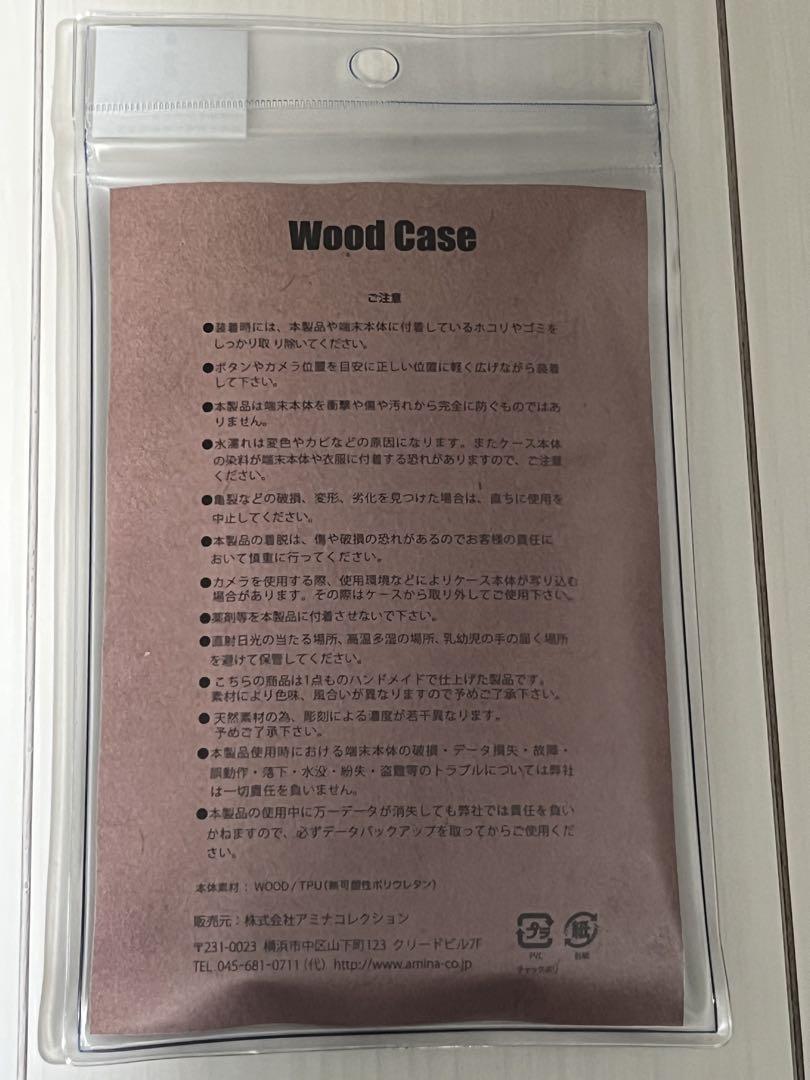 Wood Case
ご注意
●装着時には、本製品や端末本体に付着しているホコリやゴミを
しっかり取り除いてください。
●ボタンやカメラ位置を目安に正しい位置に軽く広げながら装着
して下さい。
●本製品は端末本体を衝撃や傷や汚れから完全に防ぐものではあ
りません。
●水濡れは変色やカビなどの原因になります。またケース本体
の染料が端末本体や衣服に付着する恐れがありますので、ご注意
ください。
●亀裂などの破損、変形、劣化を見つけた場合は、直ちに使用を
中止してください。
●本製品の着脱は、傷や破損の恐れがあるのでお客様の責任に
おいて慎重に行ってください。
●カメラを使用する際、使用環境などによりケース本体が写り込む
場合があります。その際はケースから取り外してご使用下さい。
●薬剤等を本製品に付着させないで下さい。
●直射日光の当たる場所、高温多湿の場所、乳幼児の手の届く場所
を避けて保管してください。
●こちらの商品は1点ものハンドメイドで仕上げた製品です。
素材により色味、風合いが異なりますので予めご了承下さい。
●天然素材の為、彫刻による濃度が若干異なります。
予めご了承下さい。
●本製品使用時における端末本体の破損・データ損失・故障・
誤動作・落下・水没・紛失・盗難等のトラブルについては弊社
は一切責任を負いません。
●本製品の使用中に万一データが消失しても弊社では責任を負い
かねますので、必ずデータバックアップを取ってからご使用くだ
さい。
本体素材：WOOD/TPU(無可塑性ポリウレタン)
販売元：株式会社アミナコレクション
〒231-0023 横浜市中区山下町123 クリードビル7F
TEL 045-681-0711(代) http://www.amina-co.jp
プラ
PVC
チャックポリ
紙
台紙